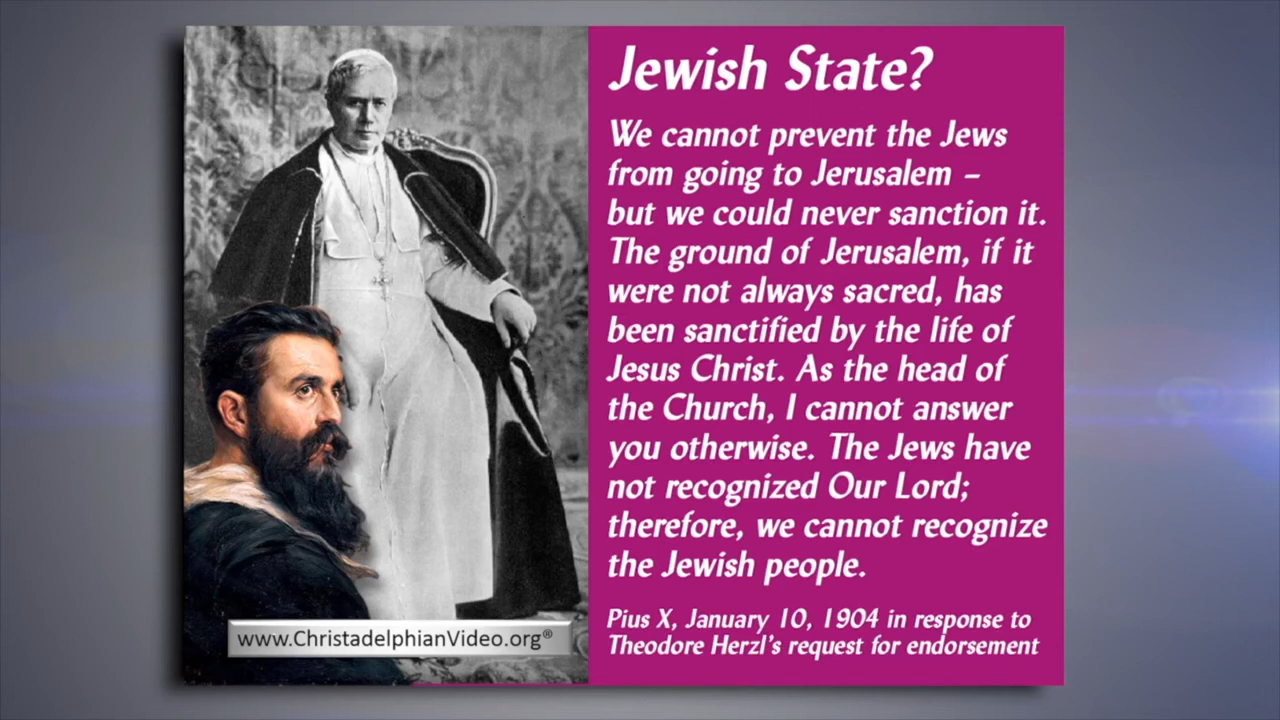 Jewish State?
We cannot prevent the Jews
from going to Jerusalem –
but we could never sanction it.
The ground of Jerusalem, if it
were not always sacred, has
been sanctified by the life of
Jesus Christ. As the head of
the Church, I cannot answer
you otherwise. The Jews have
not recognized Our Lord;
therefore, we cannot recognize
the Jewish people.
Pius X, January 10, 1904 in response to
Theodore Herzl's request for endorsement
www.ChristadelphianVideo.org®